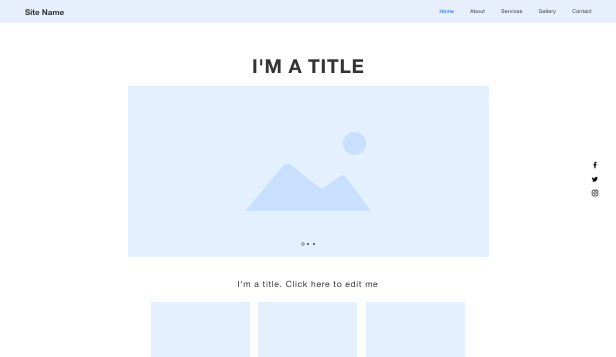 Site Name
Home About Services Gallery Contact
I'M A TITLE
I'm a title. Click here to edit me